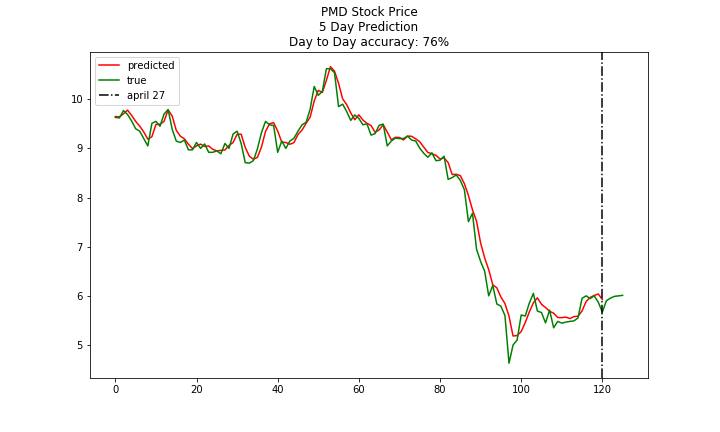 PMD Stock Price
5 Day Prediction
Day to Day accuracy: 76%
predicted
true
april 27
10
9
8
7
6
5
0
20
40
60
80
100
120